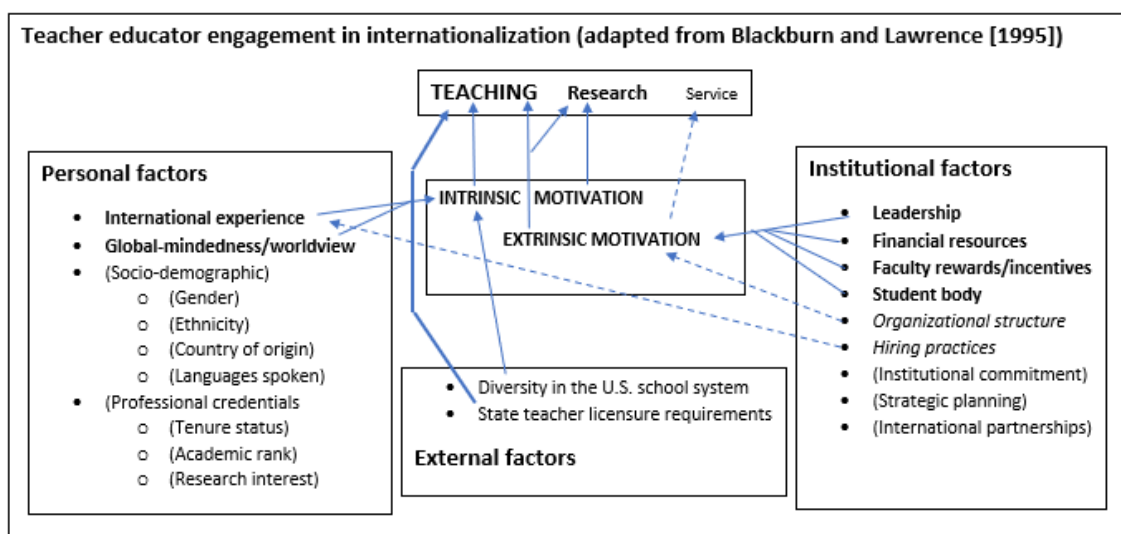 Teacher educator engagement in internationalization (adapted from Blackburn and Lawrence [1995])
TEACHING Research Service
Personal factors
• International experience
• Global-mindedness/worldview
• (Socio-demographic)
o (Gender)
o (Ethnicity)
o (Country of origin)
o (Languages spoken)
• (Professional credentials
o (Tenure status)
o (Academic rank)
o (Research interest)
INTRINSIC MOTIVATION
EXTRINSIC MOTIVATION
• Diversity in the U.S. school system
• State teacher licensure requirements
External factors
Institutional factors
• Leadership
• Financial resources
• Faculty rewards/incentives
• Student body
• Organizational structure
• Hiring practices
• (Institutional commitment)
• (Strategic planning)
• (International partnerships)